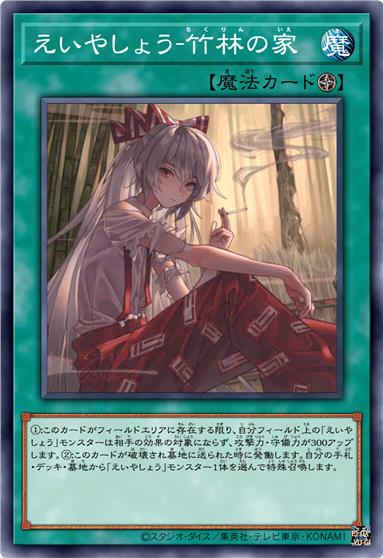 えいやしょう-竹林の家
魔
【魔法カード】
①:このカードがフィールドエリアに存在する限り、自分フィールド上の「えいや
しょう」モンスターは相手の効果の対象にならず、攻撃力・守備力が300アップ
します。②:このカードが破壊され墓地に送られた時に発動します。自分の手札
・デッキ・墓地から「えいやしょう」モンスター1体を選んで特殊召喚します。
©スタジオ・ダイス/集英社・テレビ東京・KONAMI